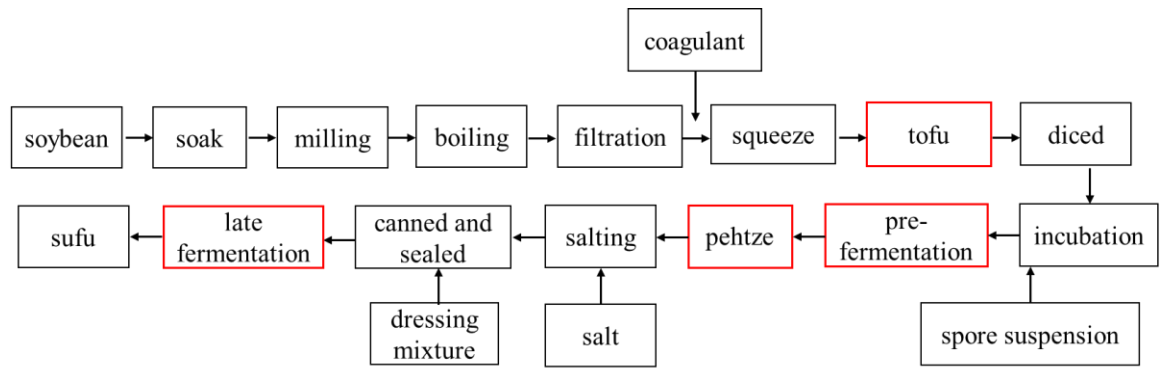 coagulant
soybean
soak
milling
boiling
filtration
squeeze
tofu
diced
sufu
late
fermentation
canned and
sealed
salting
pehtze
pre-
fermentation
incubation
dressing
mixture
salt
spore suspension